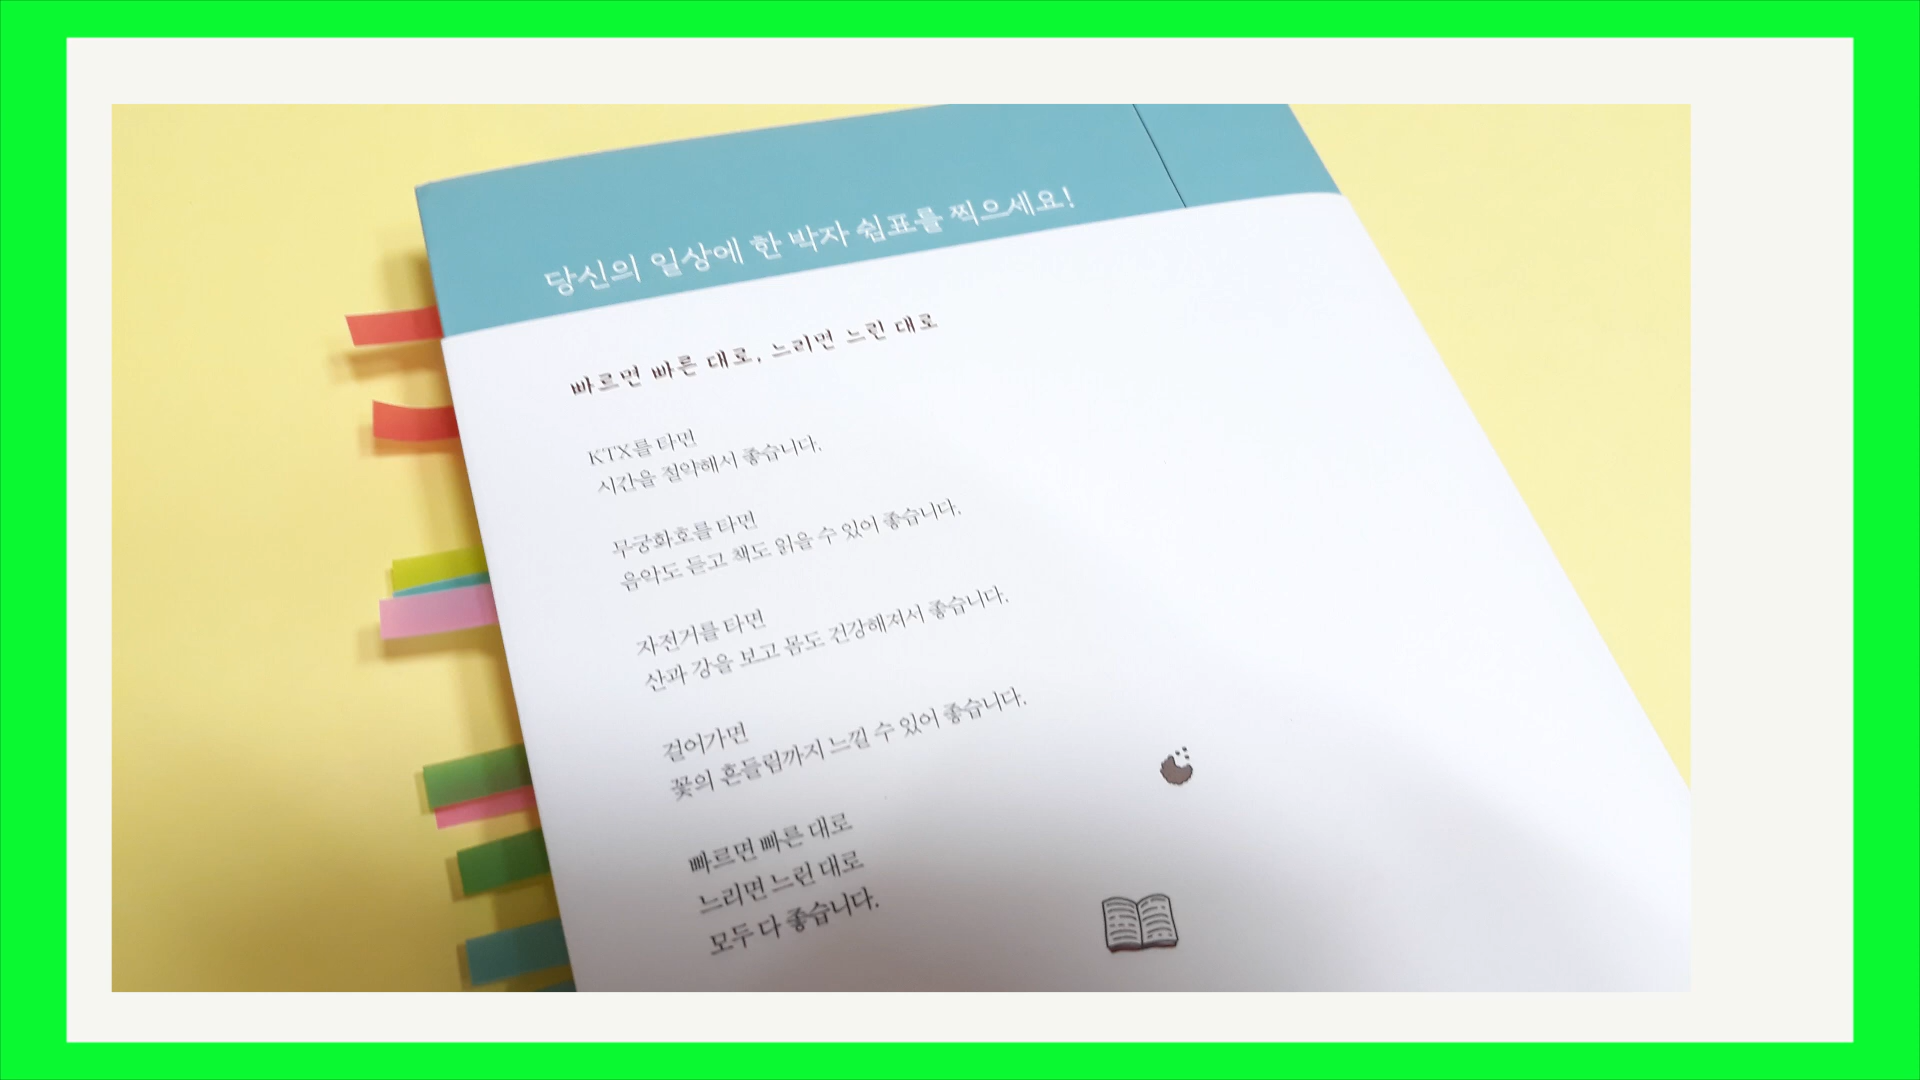 당신의 일상에 한 박자 쉼표를 찍으세요!
빠르면 빠른 대로, 느리면 느린 대로
KTX를 타면
시간을 절약해서 좋습니다.
무궁화호를 타면
음악도 듣고 책도 읽을 수 있어 좋습니다.
자전거를 타면
산과 강을 보고 몸도 건강해져서 좋습니다.
걸어가면
꽃의 흔들림까지 느낄 수 있어 좋습니다.
빠르면 빠른 대로
느리면 느린 대로
모두 다 좋습니다.